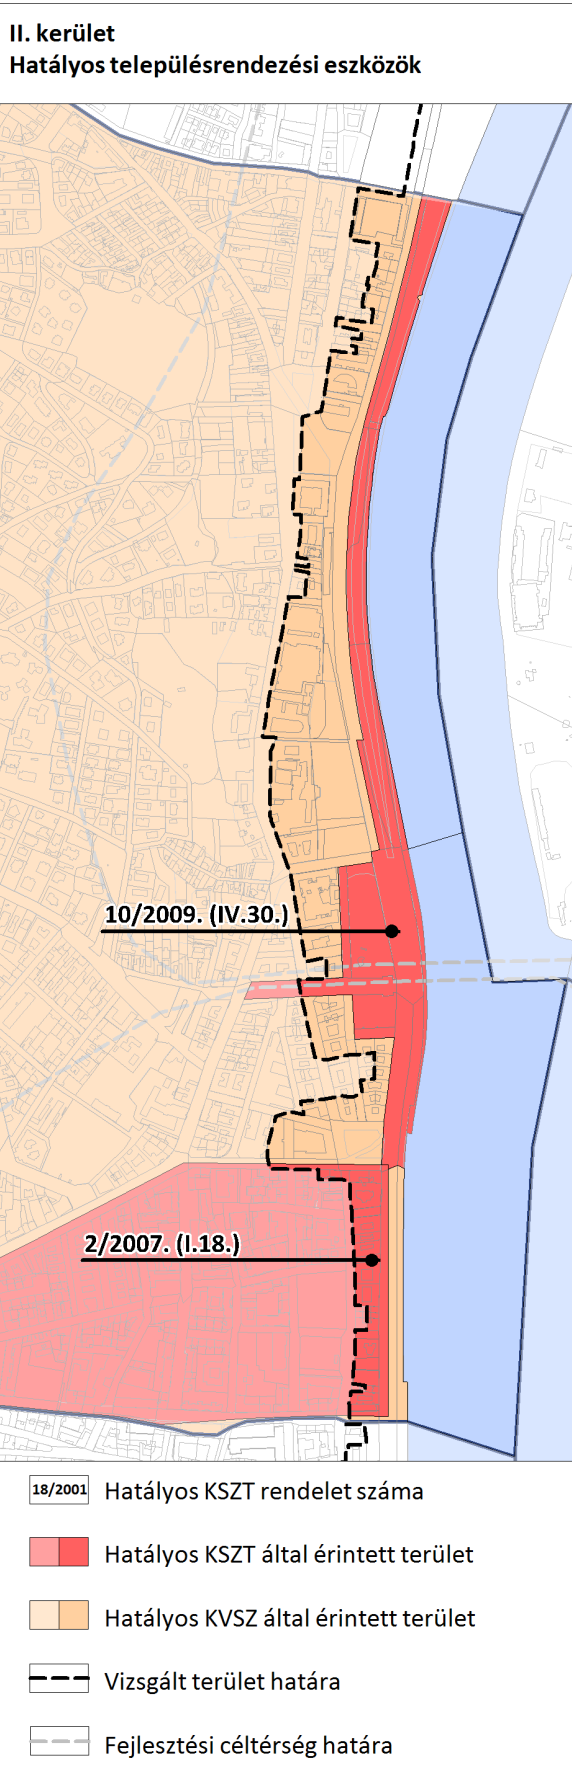 II. kerület
Hatályos településrendezési eszközök
10/2009. (IV.30.)
2/2007. (I.18.)
18/2001 Hatályos KSZT rendelet száma
Hatályos KSZT által érintett terület
Hatályos KVSZ által érintett terület
Vizsgált terület határa
Fejlesztési céltérség határa